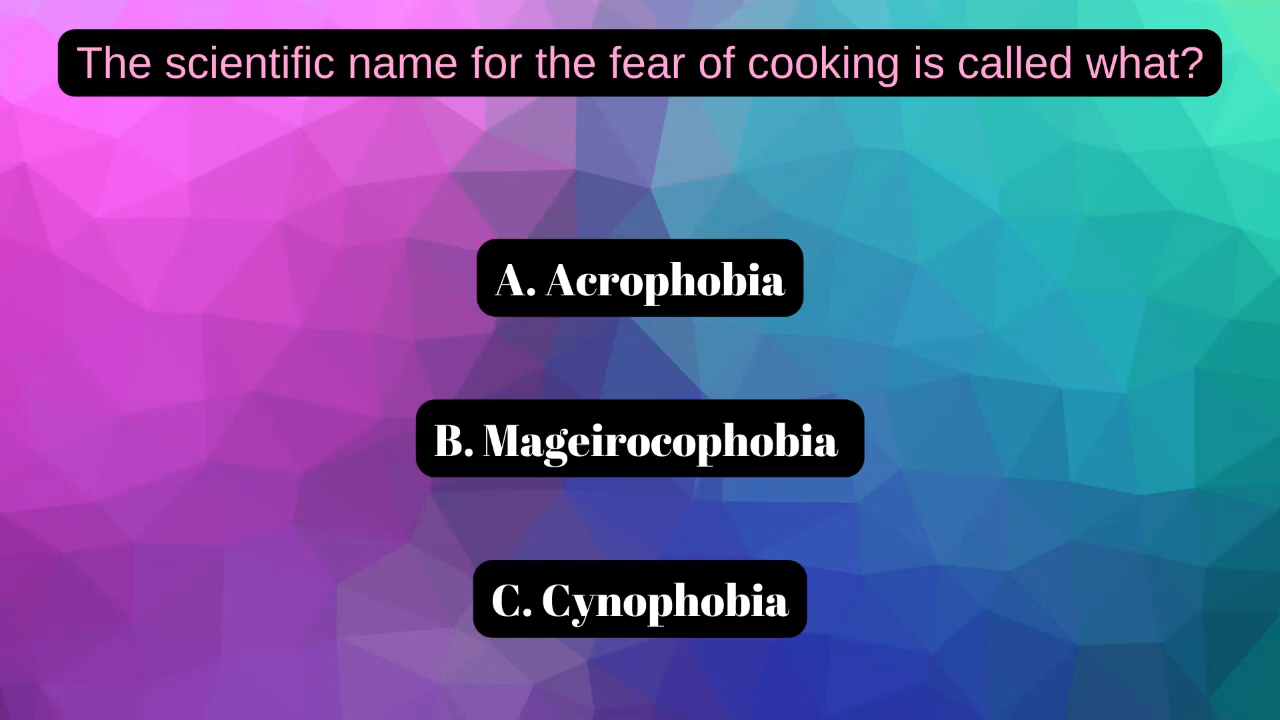 The scientific name for the fear of cooking is called what?
A. Acrophobia
B. Mageirocophobia
C. Cynophobia